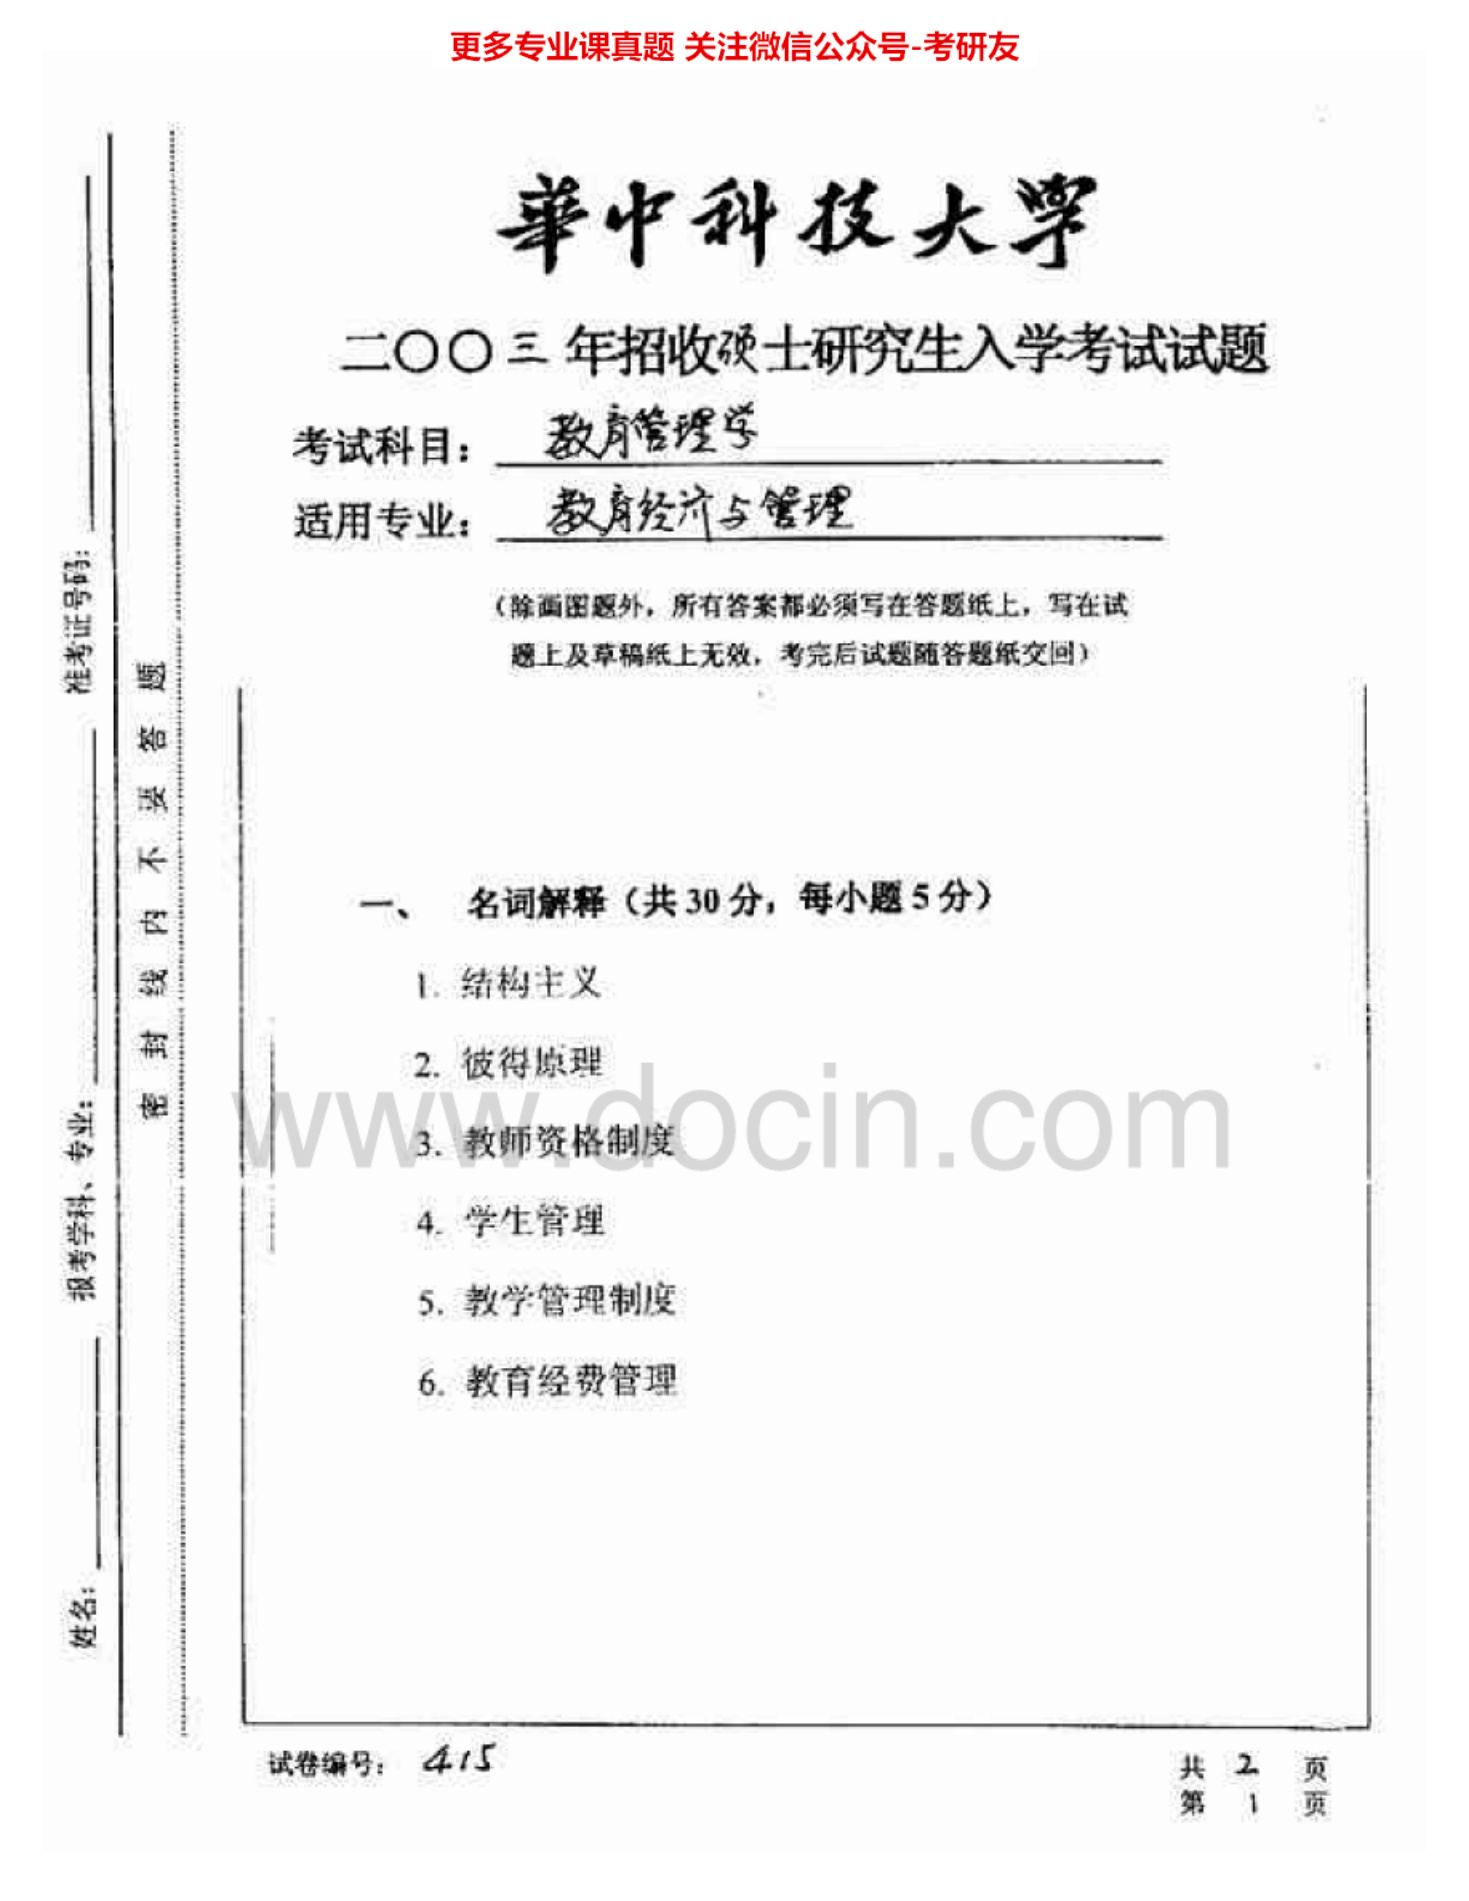 更多专业课真题 关注微信公众号-考研友
華中科技大学
二〇〇三年招收硕士研究生入学考试试题
考试科目： 教育管理学
适用专业： 教育经济与管理
（除画图题外，所有答案都必须写在答题纸上，写在试
题上及草稿纸上无效，考完后试题随答题纸交回）
准考证号码：
报考学科、专业：
姓名：
密封线内不要答题
一、 名词解释（共30分，每小题5分）
1. 结构主义
2. 彼得原理
3. 教师资格制度
4. 学生管理
5. 教学管理制度
6. 教育经费管理
www.docin.com
试卷编号： 415
共 2 页
第 1 页